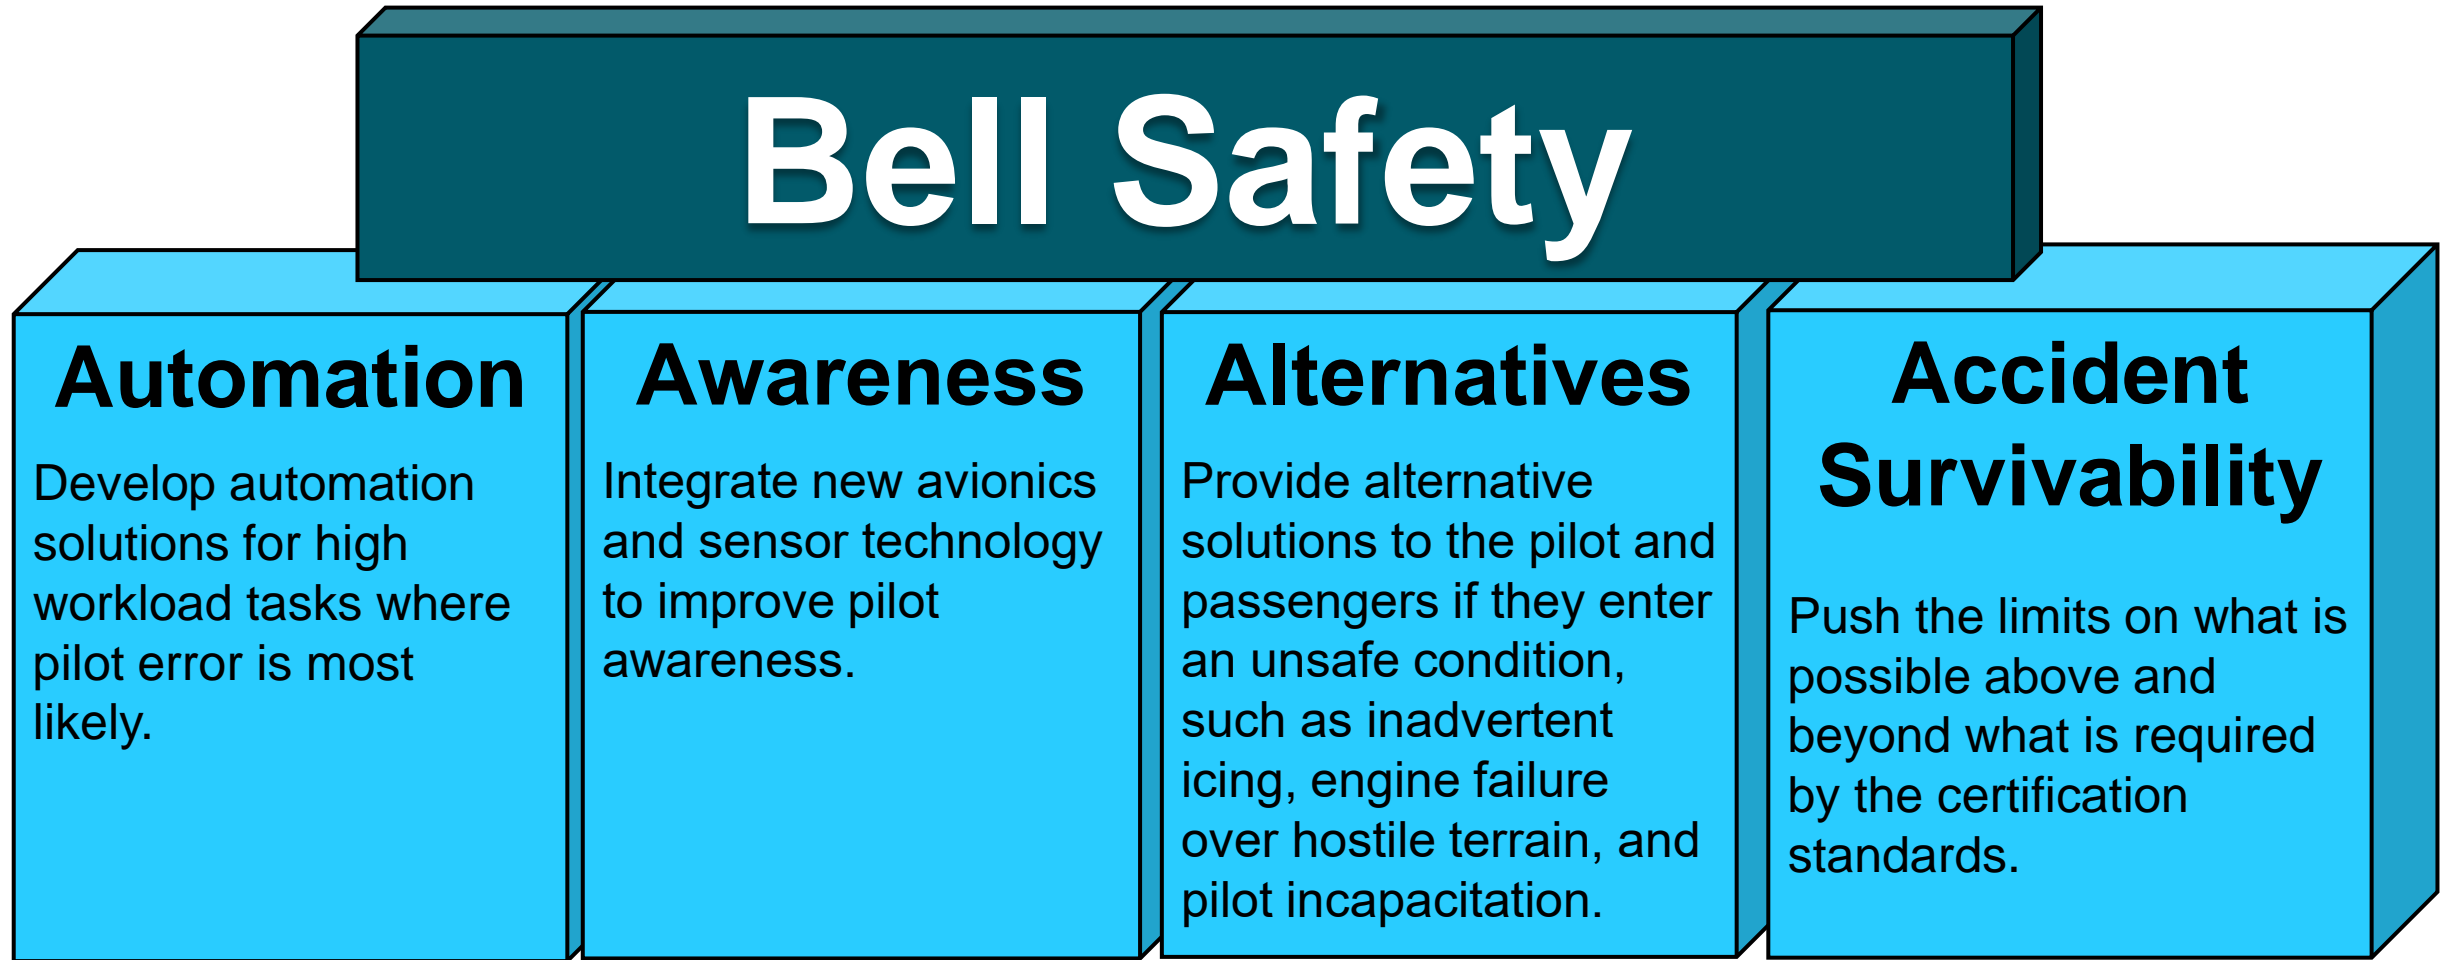 Bell Safety
Automation
Develop automation
solutions for high
workload tasks where
pilot error is most
likely.
Awareness
Integrate new avionics
and sensor technology
to improve pilot
awareness.
Alternatives
Provide alternative
solutions to the pilot and
passengers if they enter
an unsafe condition,
such as inadvertent
icing, engine failure
over hostile terrain, and
pilot incapacitation.
Accident
Survivability
Push the limits on what is
possible above and
beyond what is required
by the certification
standards.